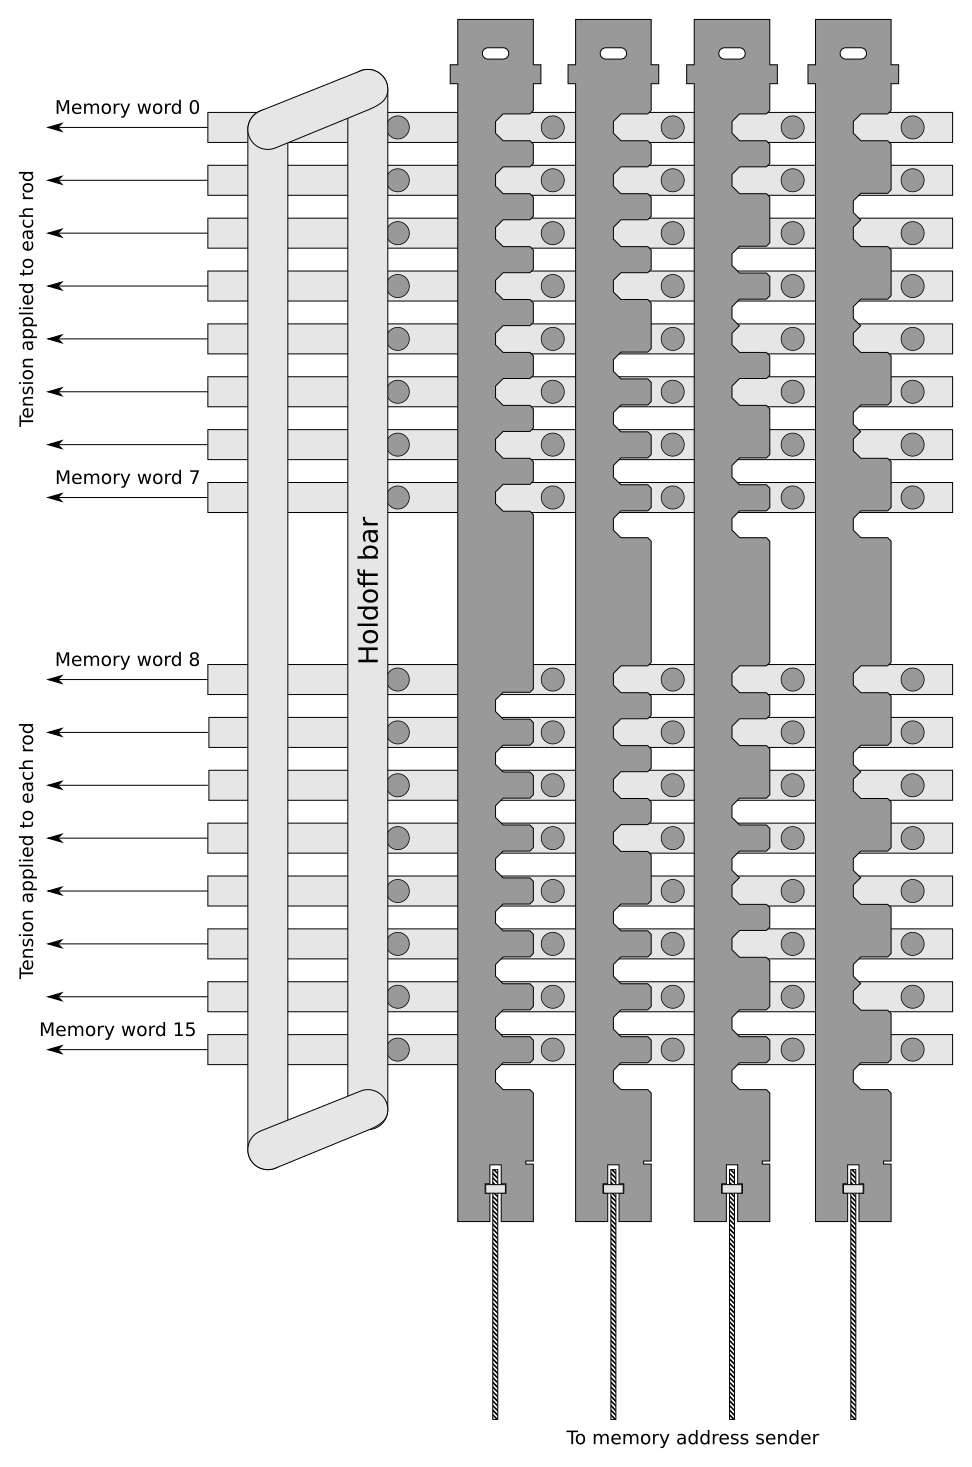 Memory word 0
Tension applied to each rod
Memory word 7
Holdoff bar
Memory word 8
Tension applied to each rod
Memory word 15
To memory address sender